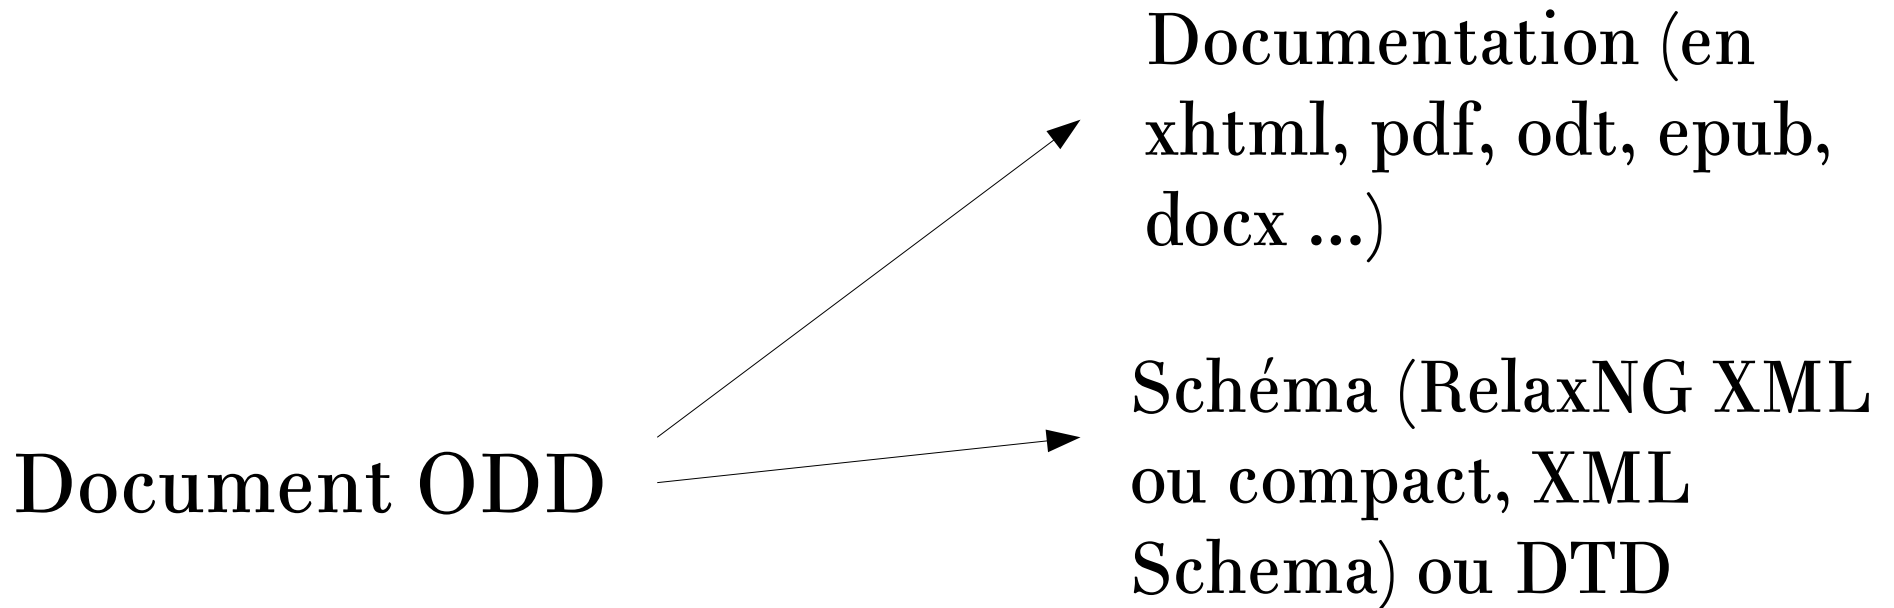 Documentation (en
xhtml, pdf, odt, epub,
docx ...)
Document ODD
Schéma (RelaxNG XML
ou compact, XML
Schema) ou DTD